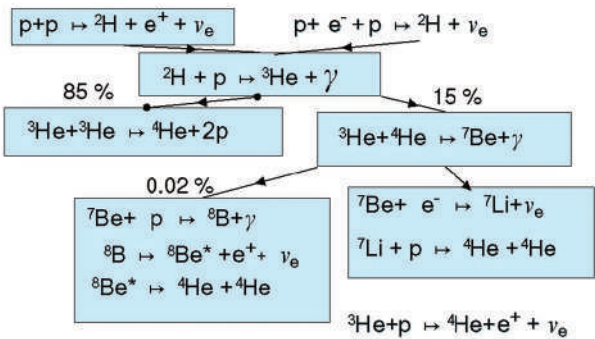 p+p ↦ ²H + e⁺ + νₑ
p+ e⁻ + p ↦ ²H + νₑ
²H + p ↦ ³He + γ
85 %
15 %
³He+³He ↦ ⁴He+2p
³He+⁴He ↦ ⁷Be+γ
0.02 %
⁷Be+ p ↦ ⁸B+γ
⁸B ↦ ⁸Be* +e⁺+ νₑ
⁸Be* ↦ ⁴He +⁴He
⁷Be+ e⁻ ↦ ⁷Li+νₑ
⁷Li + p ↦ ⁴He +⁴He
³He+p ↦ ⁴He+e⁺ + νₑ